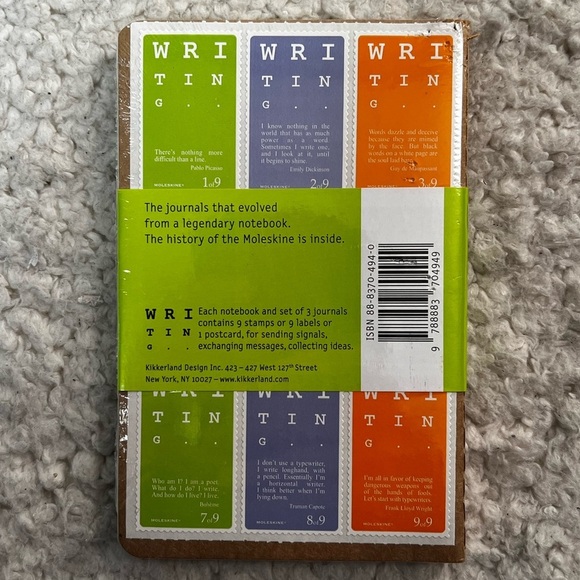 WRI
TIN
G..
There's nothing more
difficult than a line.
Pablo Picasso
MOLESKINE
1 of 9
WRI
TIN
G..
I know nothing in the
world that has as much
power as a word.
Sometimes I write one,
and I look at it, until
it begins to shine.
Emily Dickinson
MOLESKINE
2 of 9
WRI
TIN
G..
Words dazzle and deceive
because they are mimed
by the face. But black
words on a white page are
the soul laid bare.
Guy de Maupassant
MOLESKINE
3 of 9
The journals that evolved
from a legendary notebook.
The history of the Moleskine is inside.
WRI
TIN
G..
Each notebook and set of 3 journals
contains 9 stamps or 9 labels or
1 postcard, for sending signals,
exchanging messages, collecting ideas.
Kikkerland Design Inc. 423 – 427 West 127th Street
New York, NY 10027 – www.kikkerland.com
ISBN 88-8370-494-0
9 788883 704949
WRI
TIN
G..
Who am I? I am a poet.
What do I do? I write.
And how do I live? I live.
MOLESKINE
7 of 9
WRI
TIN
G..
I don't use a typewriter,
I write longhand, with
a pencil. Essentially I'm
a horizontal writer.
I think better when I'm
lying down.
Truman Capote
MOLESKINE
8 of 9
WRI
TIN
G..
I'm all in favor of keeping
dangerous weapons out
of the hands of fools.
Let's start with typewriters.
Frank Lloyd Wright
MOLESKINE
9 of 9